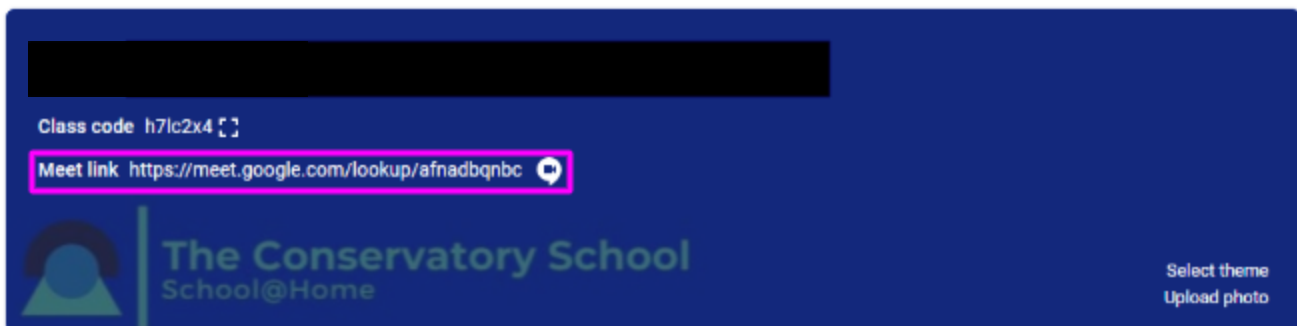 Class code h7lc2x4
Meet link https://meet.google.com/lookup/afnadbqnbc
The Conservatory School
School@Home
Select theme
Upload photo